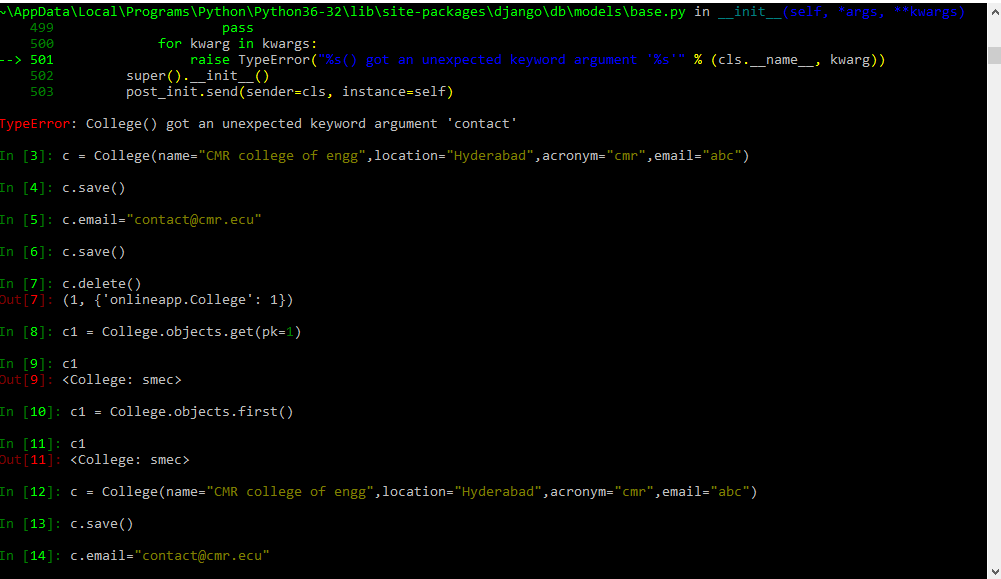 ~\AppData\Local\Programs\Python\Python36-32\lib\site-packages\django\db\models\base.py in __init__(self, *args, **kwargs)
499 pass
500 for kwarg in kwargs:
--> 501 raise TypeError("%s() got an unexpected keyword argument '%s'" % (cls.__name__, kwarg))
502 super().__init__()
503 post_init.send(sender=cls, instance=self)
TypeError: College() got an unexpected keyword argument 'contact'
In [3]: c = College(name="CMR college of engg",location="Hyderabad",acronym="cmr",email="abc")
In [4]: c.save()
In [5]: c.email="contact@cmr.ecu"
In [6]: c.save()
In [7]: c.delete()
Out[7]: (1, {'onlineapp.College': 1})
In [8]: c1 = College.objects.get(pk=1)
In [9]: c1
Out[9]: <College: smec>
In [10]: c1 = College.objects.first()
In [11]: c1
Out[11]: <College: smec>
In [12]: c = College(name="CMR college of engg",location="Hyderabad",acronym="cmr",email="abc")
In [13]: c.save()
In [14]: c.email="contact@cmr.ecu"